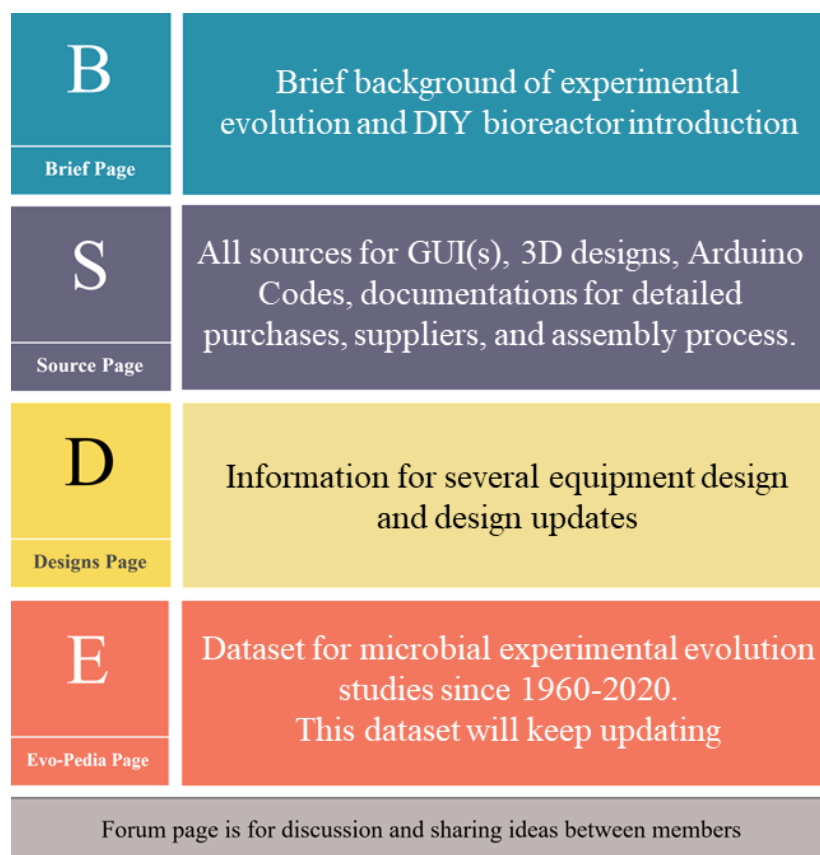 B
Brief Page
Brief background of experimental
evolution and DIY bioreactor introduction
S
Source Page
All sources for GUI(s), 3D designs, Arduino
Codes, documentations for detailed
purchases, suppliers, and assembly process.
D
Designs Page
Information for several equipment design
and design updates
E
Evo-Pedia Page
Dataset for microbial experimental evolution
studies since 1960-2020.
This dataset will keep updating
Forum page is for discussion and sharing ideas between members